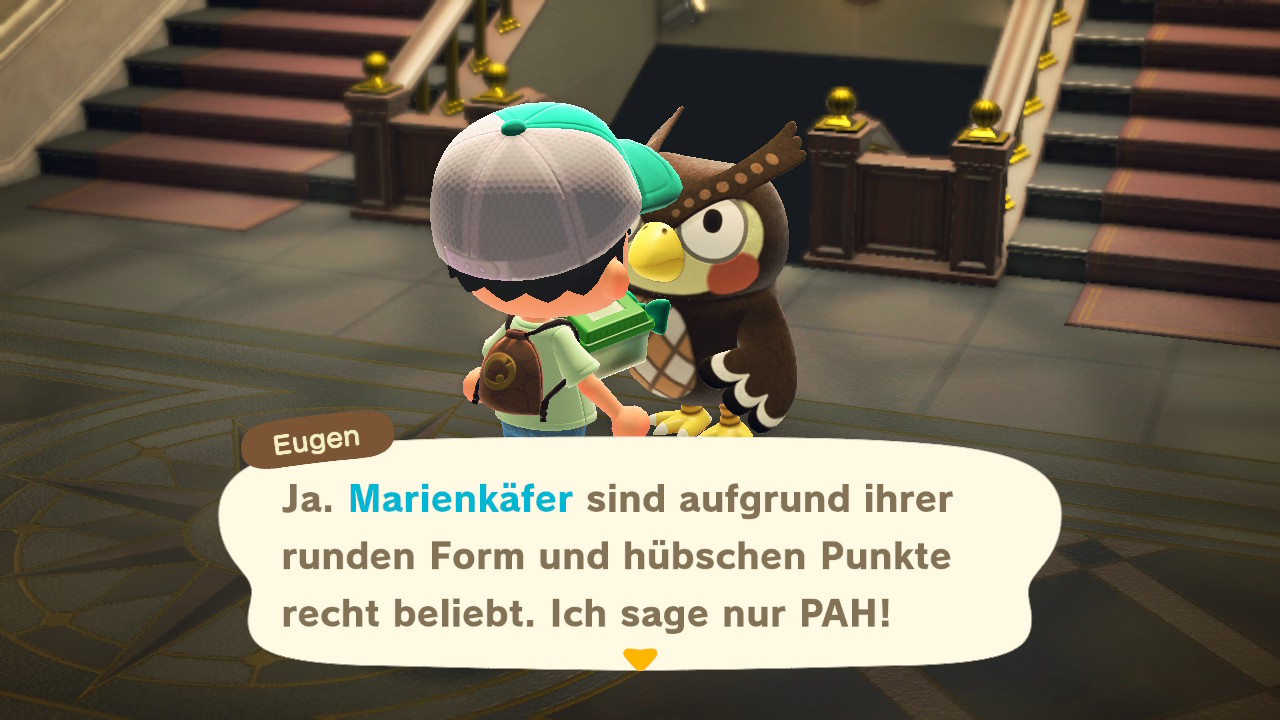 Eugen
Ja. Marienkäfer sind aufgrund ihrer
runden Form und hübschen Punkte
recht beliebt. Ich sage nur PAH!